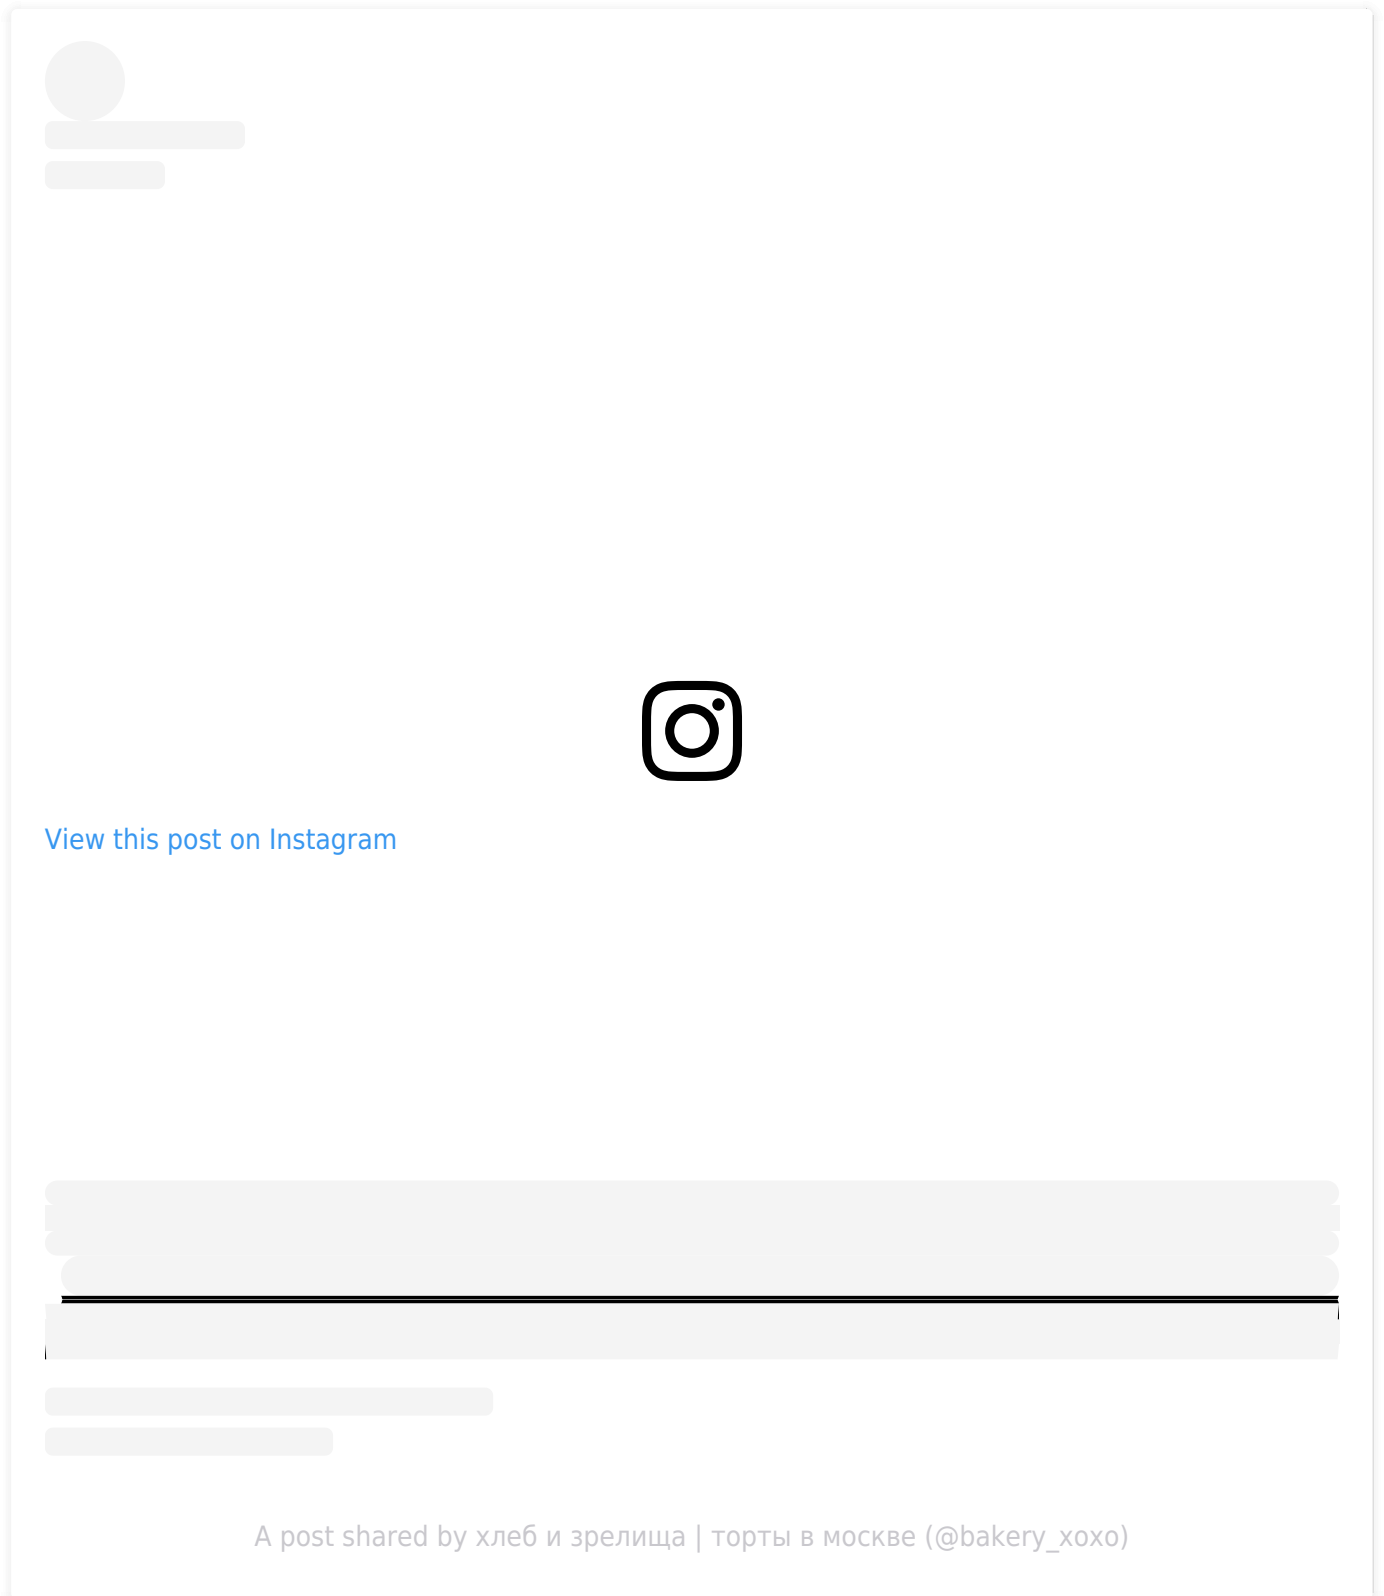 View this post on Instagram
A post shared by хлеб и зрелища | торты в москве (@bakery_xoxo)